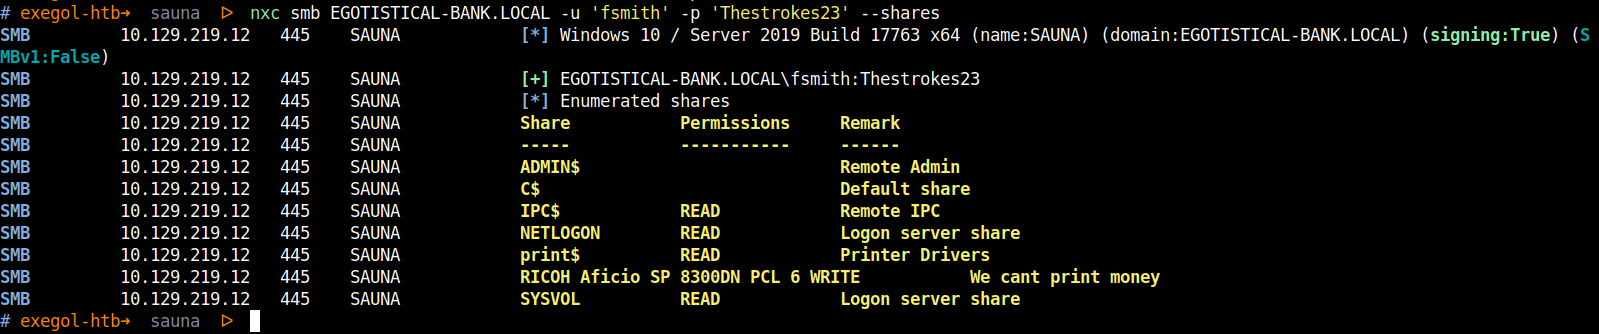 # exegol-htb→ sauna ▷ nxc smb EGOTISTICAL-BANK.LOCAL -u 'fsmith' -p 'Thestrokes23' --shares
SMB 10.129.219.12 445 SAUNA [*] Windows 10 / Server 2019 Build 17763 x64 (name:SAUNA) (domain:EGOTISTICAL-BANK.LOCAL) (signing:True) (S
MBv1:False)
SMB 10.129.219.12 445 SAUNA [+] EGOTISTICAL-BANK.LOCAL\fsmith:Thestrokes23
SMB 10.129.219.12 445 SAUNA [*] Enumerated shares
SMB 10.129.219.12 445 SAUNA Share Permissions Remark
SMB 10.129.219.12 445 SAUNA ----- ----------- ------
SMB 10.129.219.12 445 SAUNA ADMIN$ Remote Admin
SMB 10.129.219.12 445 SAUNA C$ Default share
SMB 10.129.219.12 445 SAUNA IPC$ READ Remote IPC
SMB 10.129.219.12 445 SAUNA NETLOGON READ Logon server share
SMB 10.129.219.12 445 SAUNA print$ READ Printer Drivers
SMB 10.129.219.12 445 SAUNA RICOH Aficio SP 8300DN PCL 6 WRITE We cant print money
SMB 10.129.219.12 445 SAUNA SYSVOL READ Logon server share
# exegol-htb→ sauna ▷